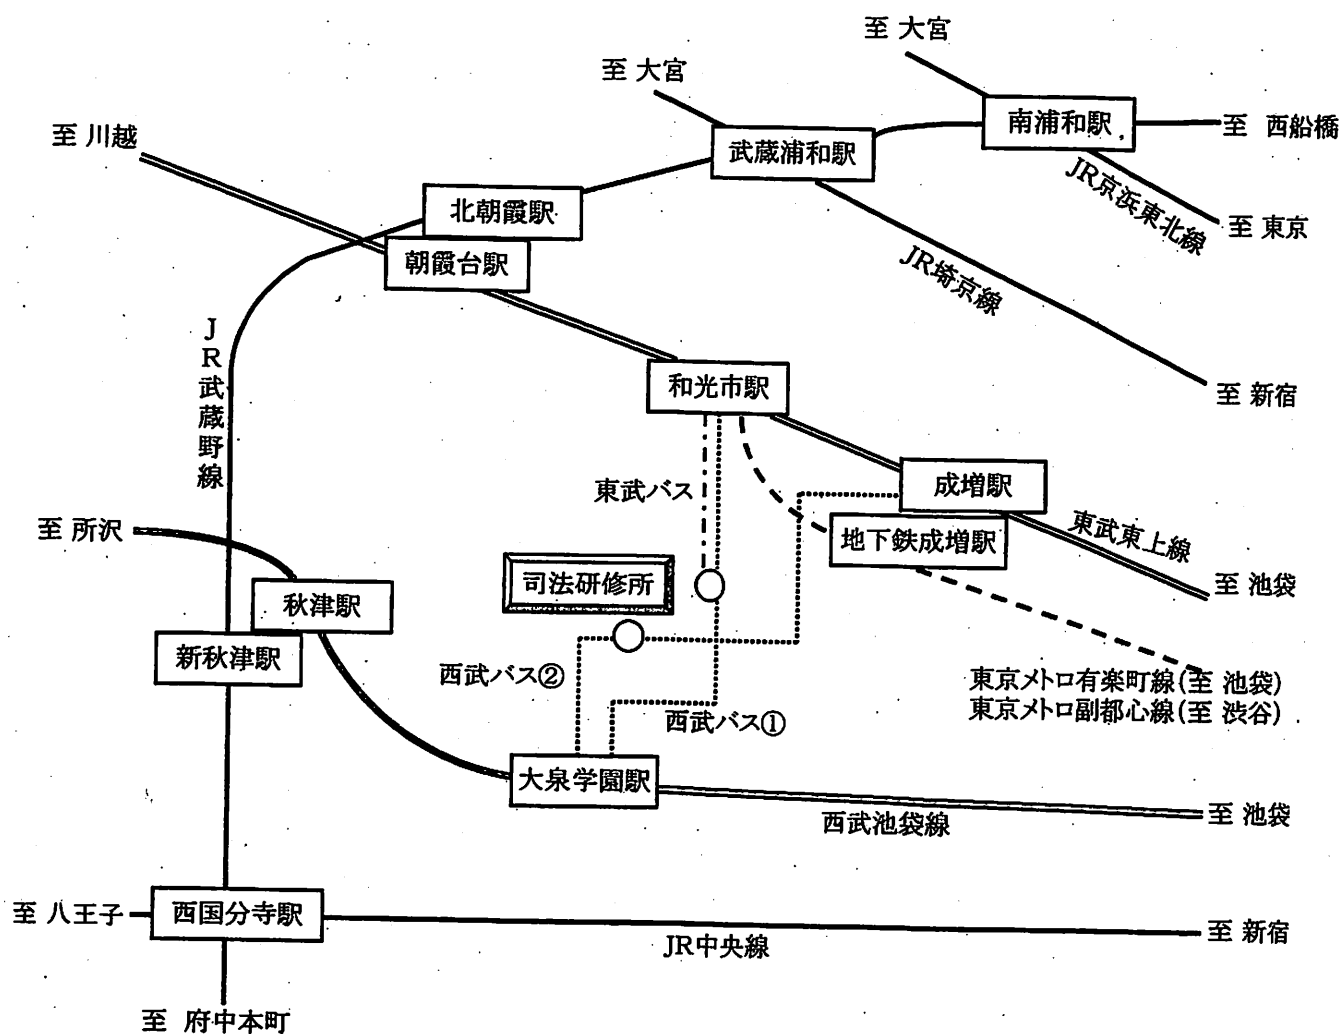 至 大宮
至 大宮
南浦和駅
至 西船橋
至 川越
武蔵浦和駅
JR京浜東北線
至 東京
北朝霞駅
朝霞台駅
JR埼京線
JR武蔵野線
和光市駅
至 新宿
東武バス
成増駅
至 所沢
地下鉄成増駅
東武東上線
司法研修所
至 池袋
秋津駅
新秋津駅
西武バス②
東京メトロ有楽町線(至 池袋)
西武バス①
東京メトロ副都心線(至 渋谷)
大泉学園駅
西武池袋線
至 池袋
至 八王子
西国分寺駅
JR中央線
至 新宿
至 府中本町